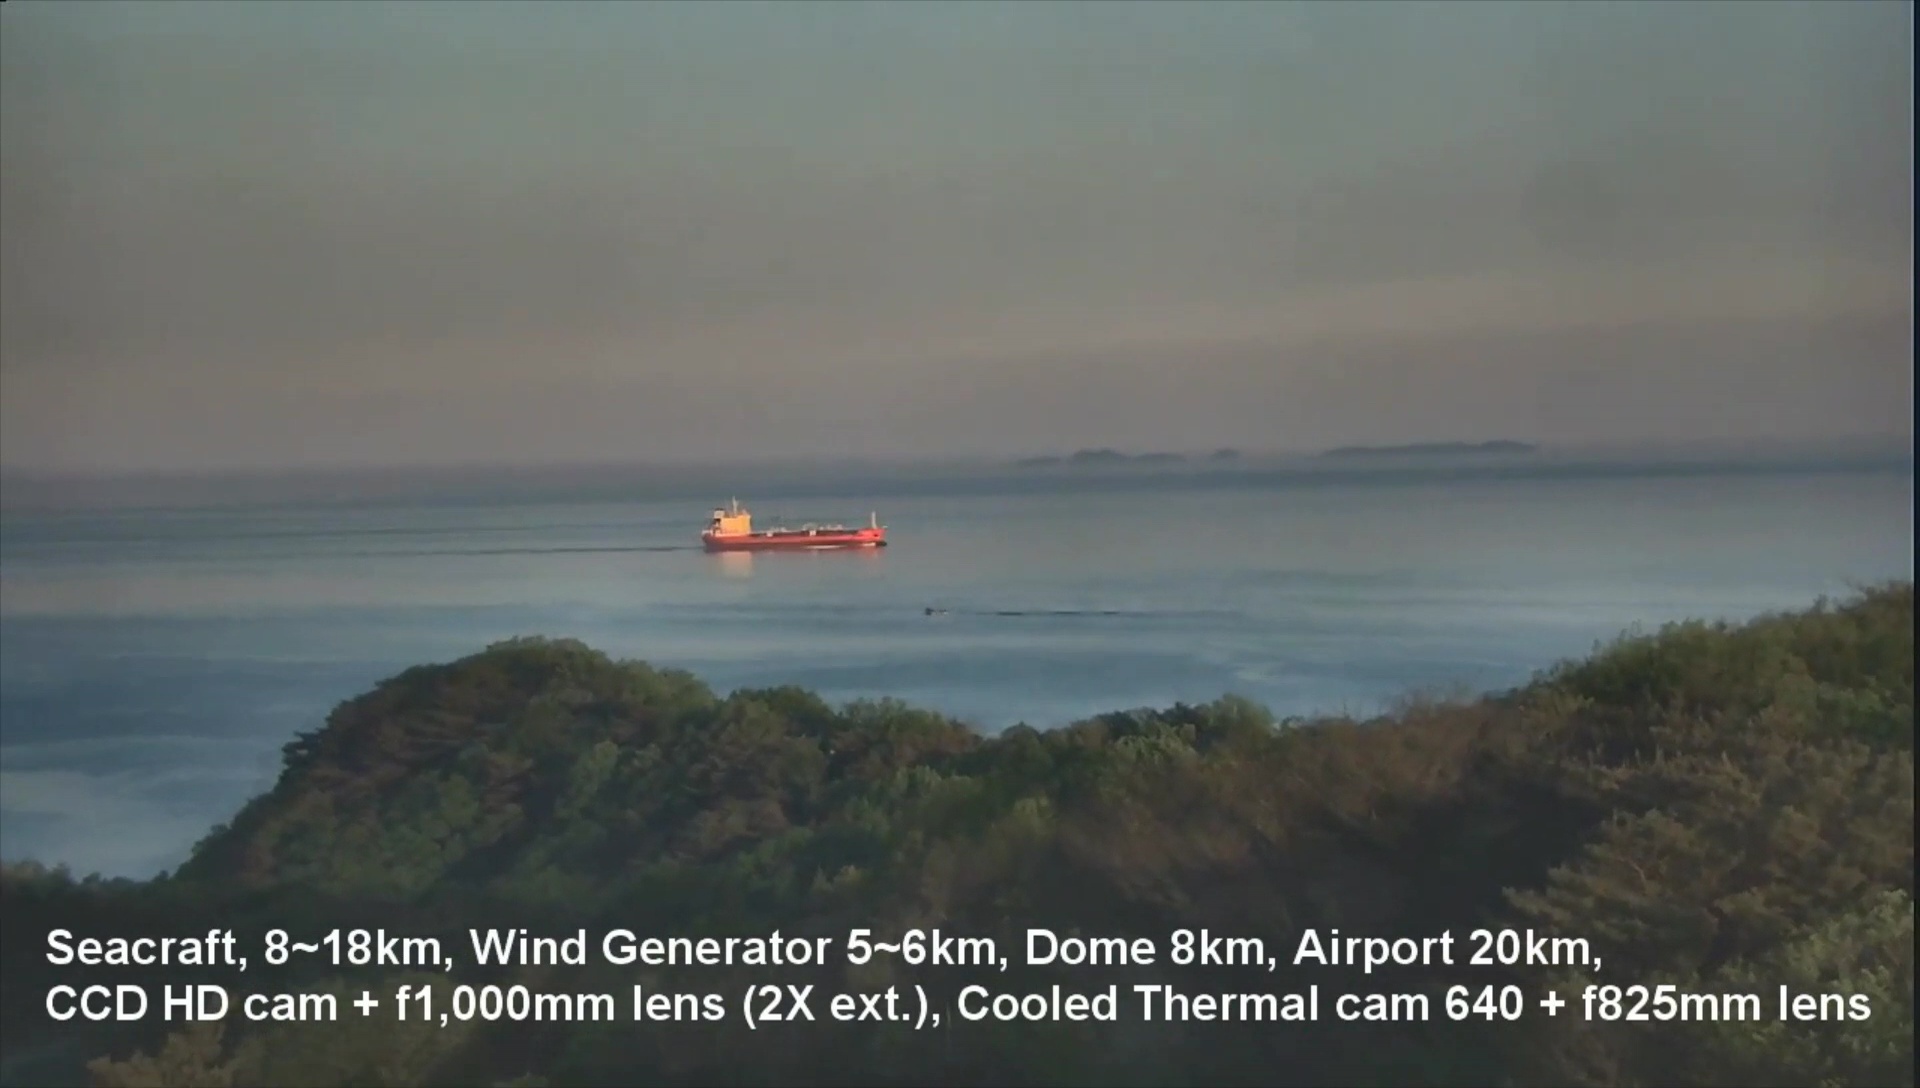 Seacraft, 8~18km, Wind Generator 5~6km, Dome 8km, Airport 20km,
CCD HD cam + f1,000mm lens (2X ext.), Cooled Thermal cam 640 + f825mm lens